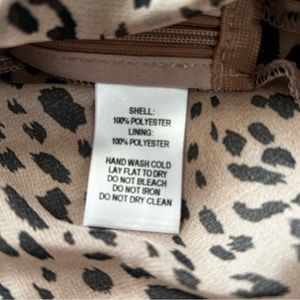 SHELL:
100% POLYESTER
LINING:
100% POLYESTER
HAND WASH COLD
LAY FLAT TO DRY
DO NOT BLEACH
DO NOT IRON
DO NOT DRY CLEAN